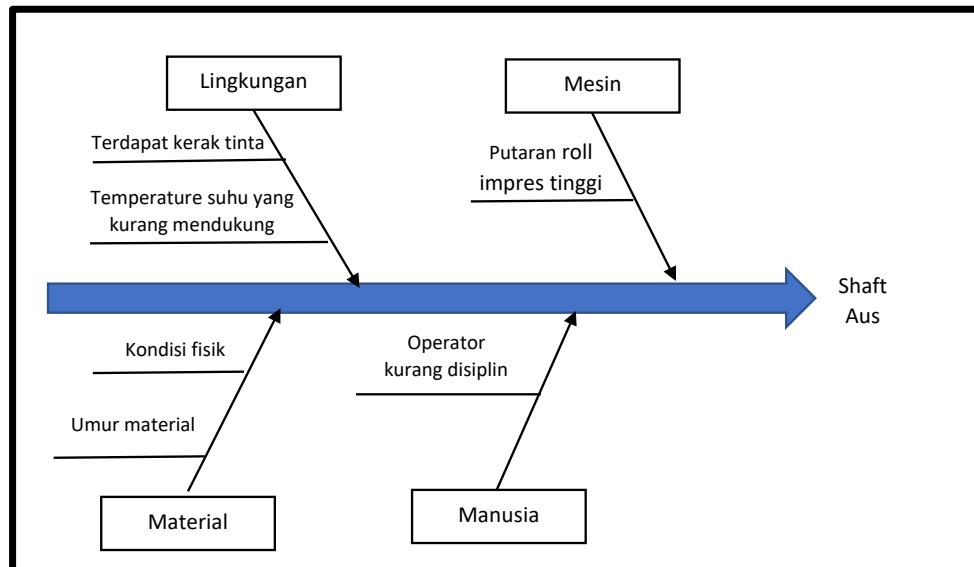 Lingkungan
Mesin
Terdapat kerak tinta
Temperature suhu yang
kurang mendukung
Putaran roll
impres tinggi
Shaft
Aus
Kondisi fisik
Umur material
Operator
kurang disiplin
Material
Manusia